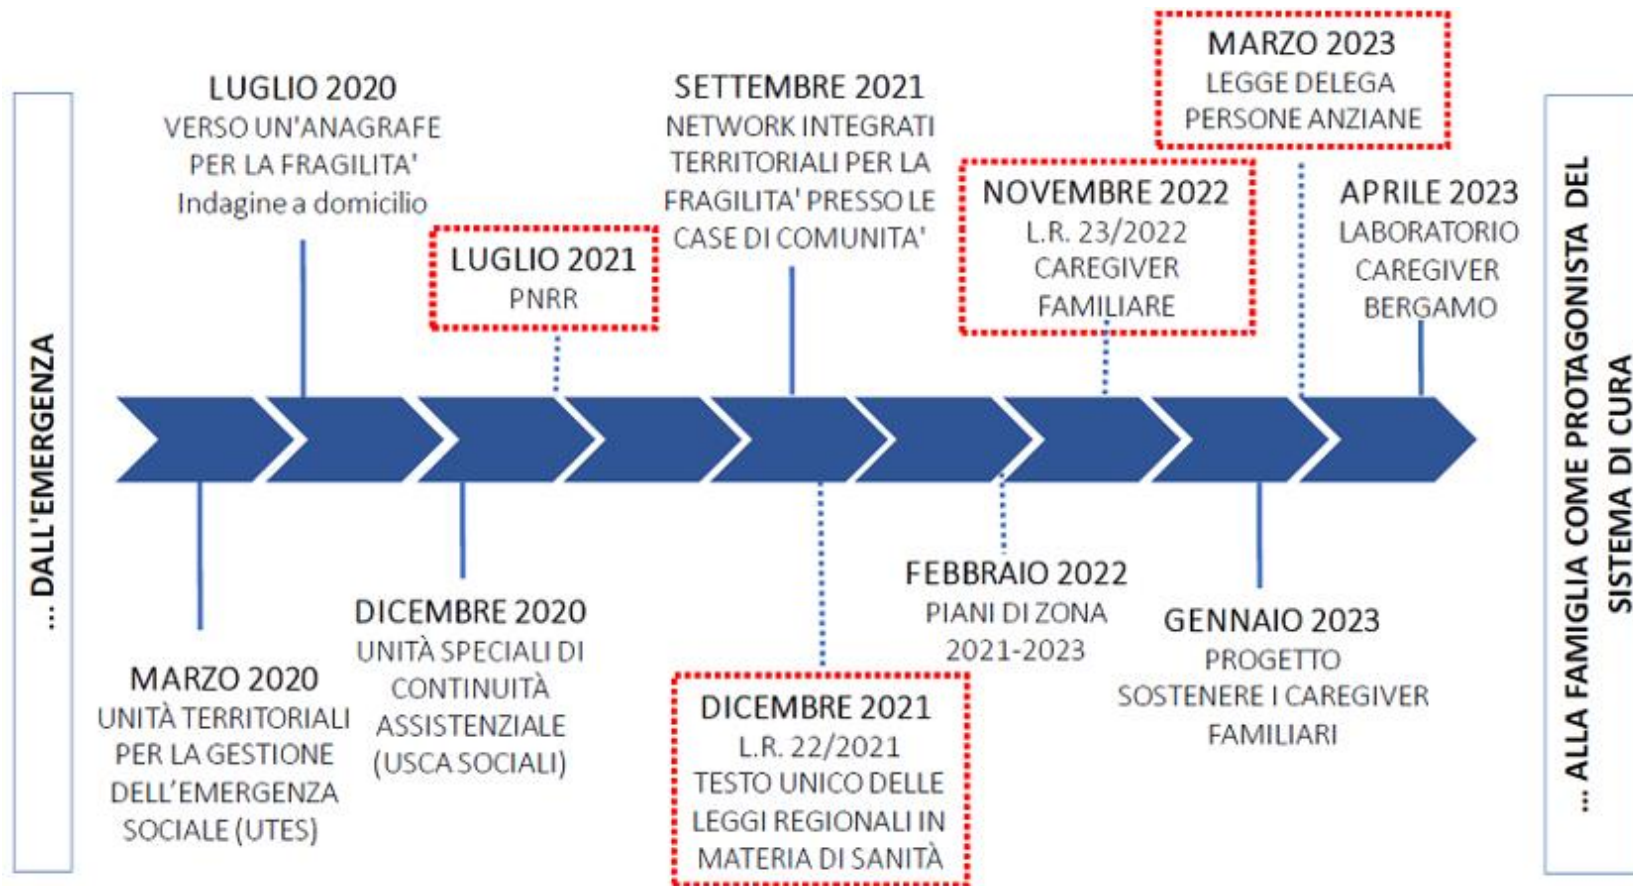 ... DALL'EMERGENZA
LUGLIO 2020
VERSO UN'ANAGRAFE
PER LA FRAGILITA'
Indagine a domicilio
LUGLIO 2021
PNRR
SETTEMBRE 2021
NETWORK INTEGRATI
TERRITORIALI PER LA
FRAGILITA' PRESSO LE
CASE DI COMUNITA'
NOVEMBRE 2022
L.R. 23/2022
CAREGIVER
FAMILIARE
MARZO 2023
LEGGE DELEGA
PERSONE ANZIANE
APRILE 2023
LABORATORIO
CAREGIVER
BERGAMO
MARZO 2020
UNITÀ TERRITORIALI
PER LA GESTIONE
DELL'EMERGENZA
SOCIALE (UTES)
DICEMBRE 2020
UNITÀ SPECIALI DI
CONTINUITÀ
ASSISTENZIALE
(USCA SOCIALI)
DICEMBRE 2021
L.R. 22/2021
TESTO UNICO DELLE
LEGGI REGIONALI IN
MATERIA DI SANITÀ
FEBBRAIO 2022
PIANI DI ZONA
2021-2023
GENNAIO 2023
PROGETTO
SOSTENERE I CAREGIVER
FAMILIARI
... ALLA FAMIGLIA COME PROTAGONISTA DEL
SISTEMA DI CURA